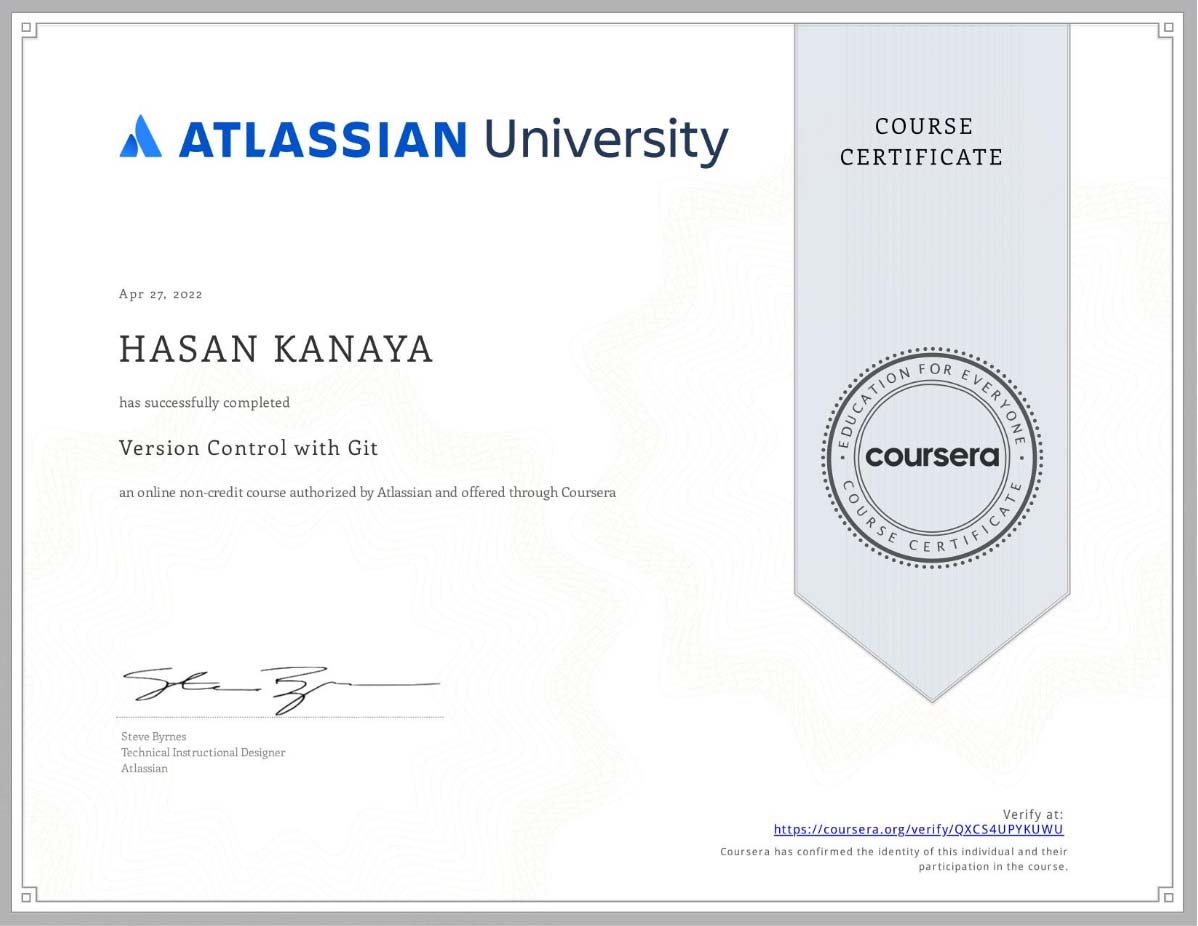 ATLASSIAN University
COURSE
CERTIFICATE
Apr 27, 2022
HASAN KANAYA
has successfully completed
Version Control with Git
an online non-credit course authorized by Atlassian and offered through Coursera
EDUCATION FOR EVERYONE
coursera
COURSE CERTIFICATE
Steve Byrnes
Technical Instructional Designer
Atlassian
Verify at:
https://coursera.org/verify/QXCS4UPYKUWU
Coursera has confirmed the identity of this individual and their
participation in the course.